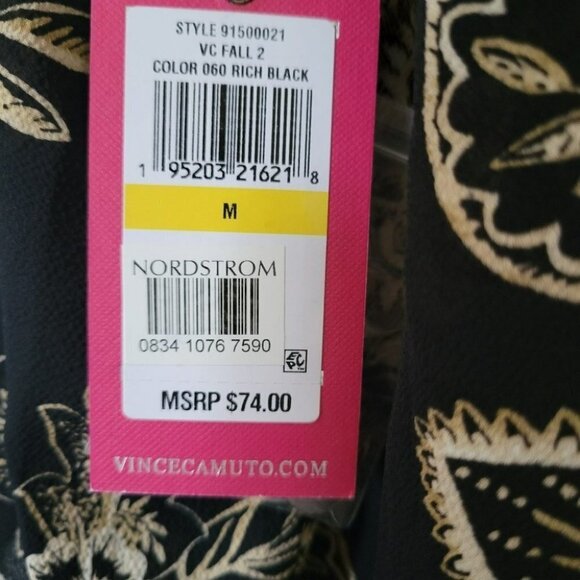 STYLE 91500021
VC FALL 2
COLOR 060 RICH BLACK
1 95203 21621 8
M
NORDSTROM
0834 1076 7590
EPC
MSRP $74.00
VINCECAMUTO.COM